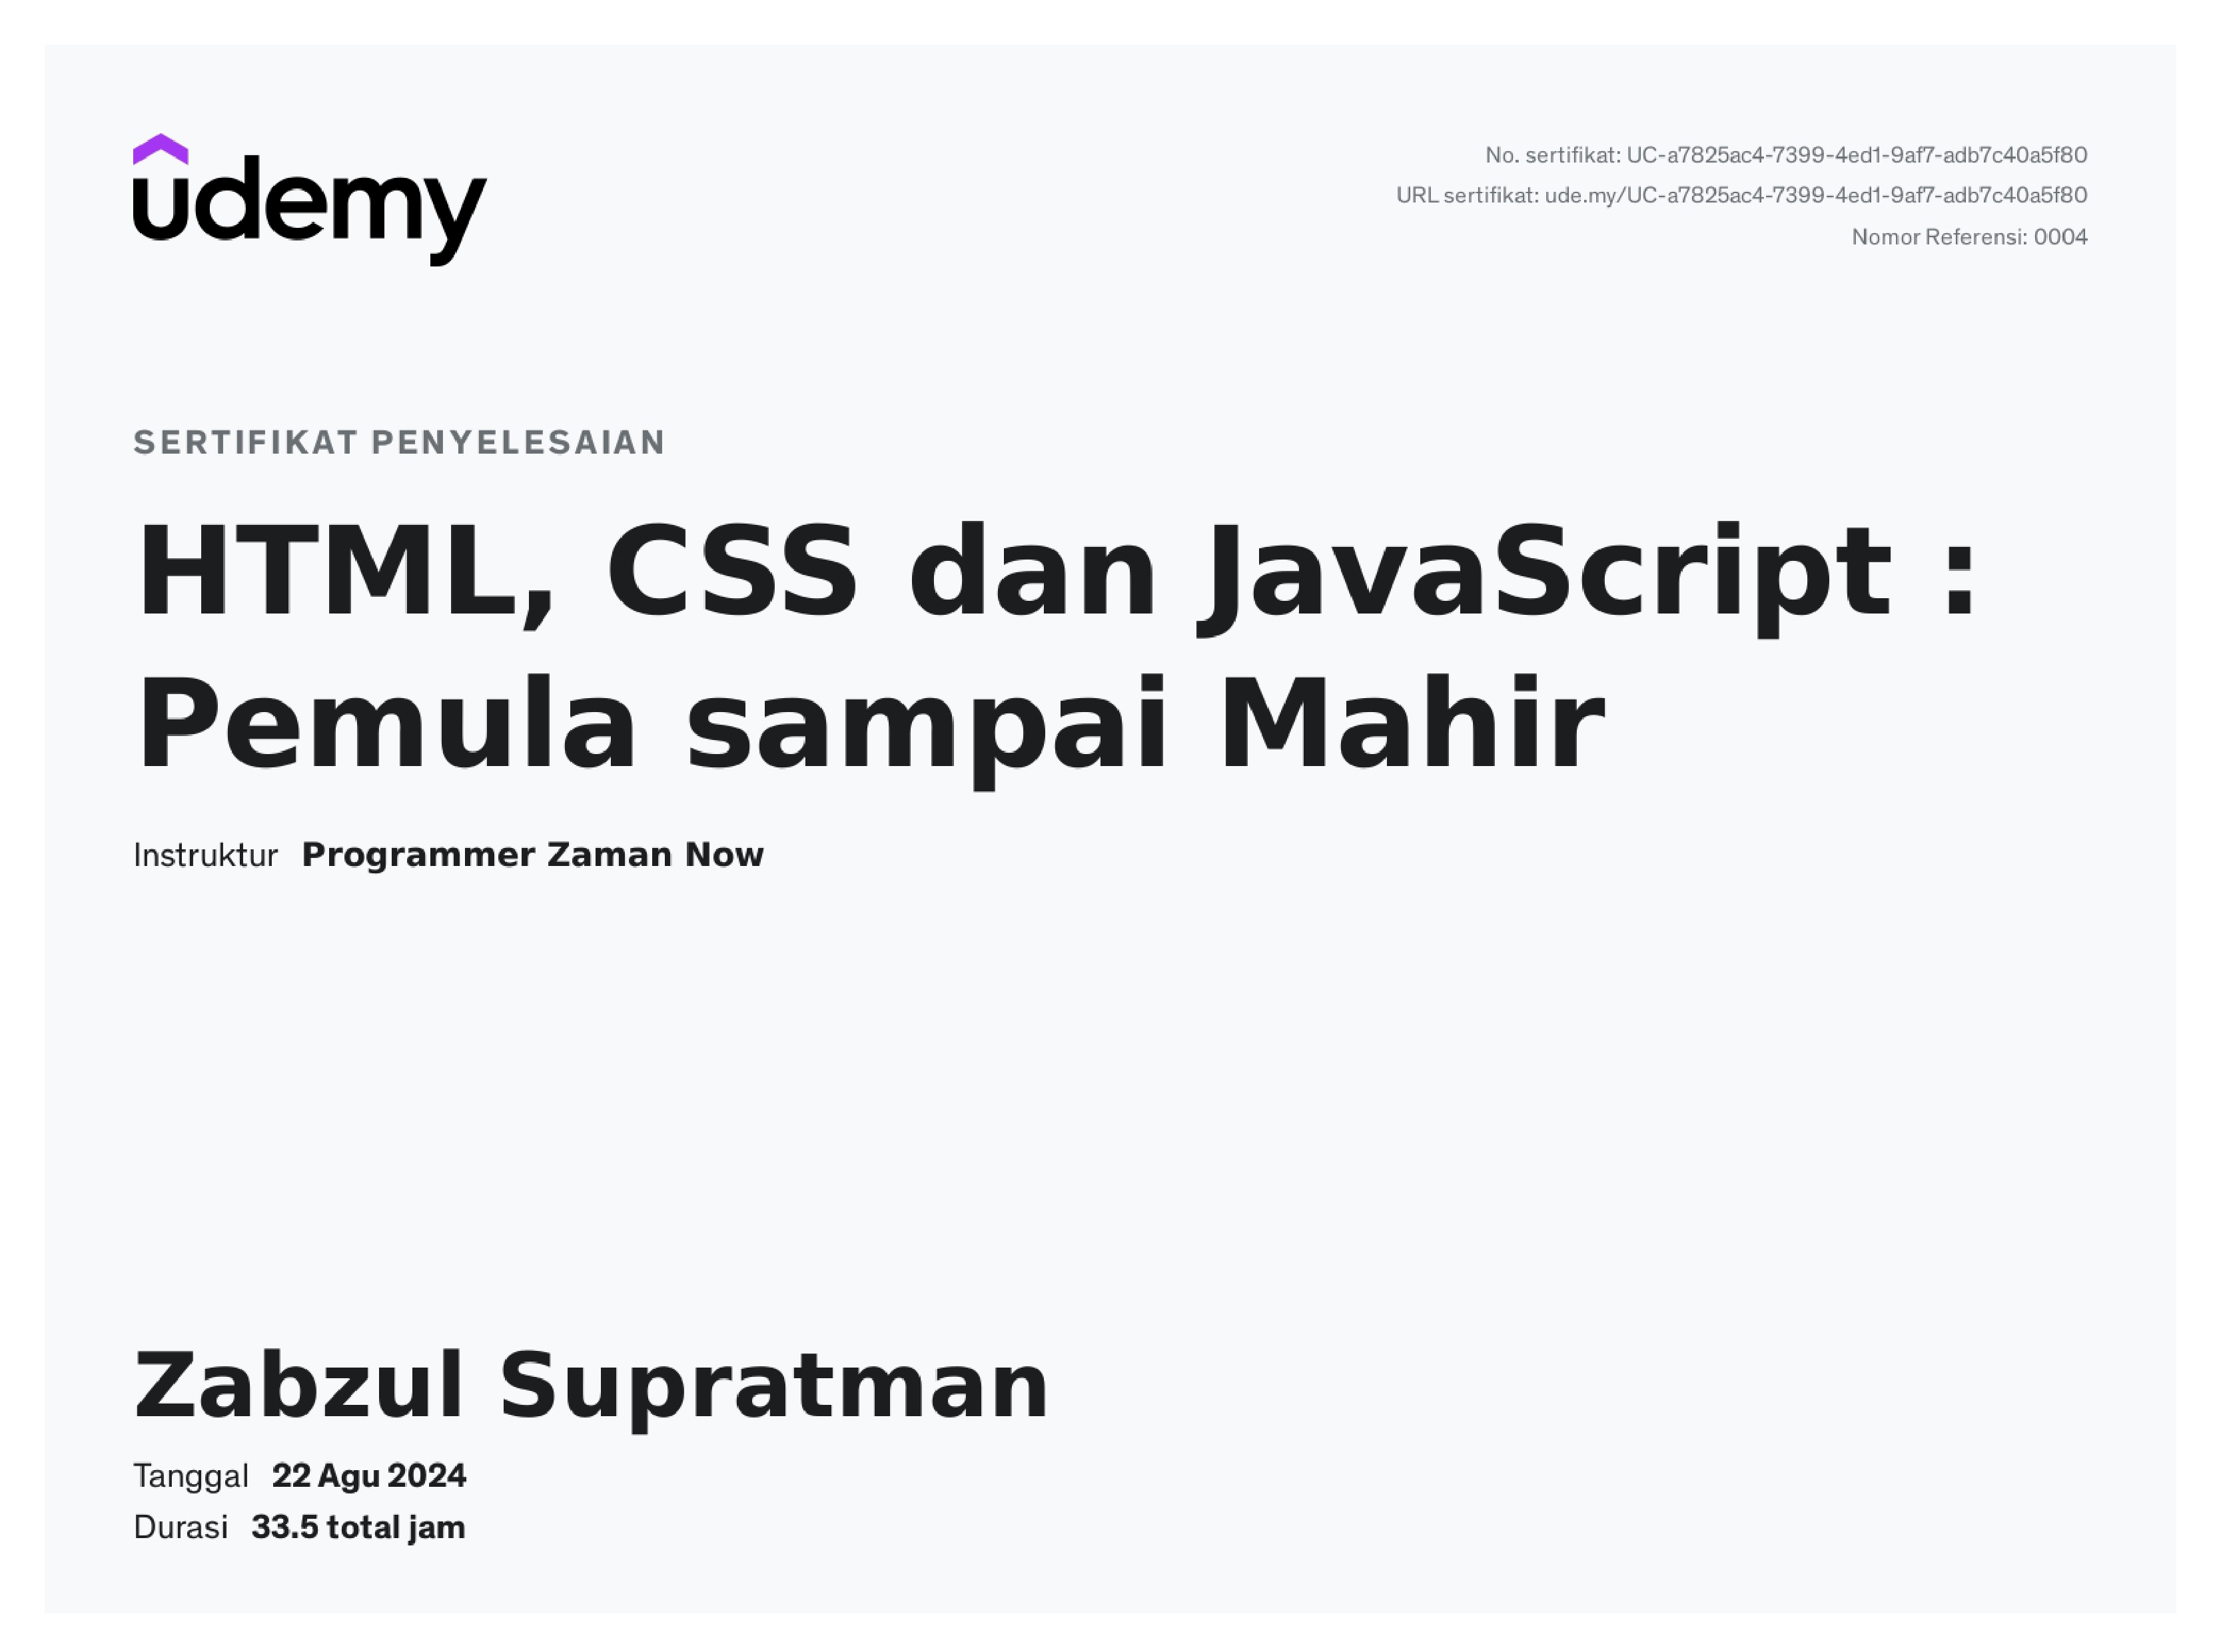 udemy
No. sertifikat: UC-a7825ac4-7399-4ed1-9af7-adb7c40a5f80
URL sertifikat: ude.my/UC-a7825ac4-7399-4ed1-9af7-adb7c40a5f80
Nomor Referensi: 0004
SERTIFIKAT PENYELESAIAN
HTML, CSS dan JavaScript :
Pemula sampai Mahir
Instruktur Programmer Zaman Now
Zabzul Supratman
Tanggal 22 Agu 2024
Durasi 33.5 total jam